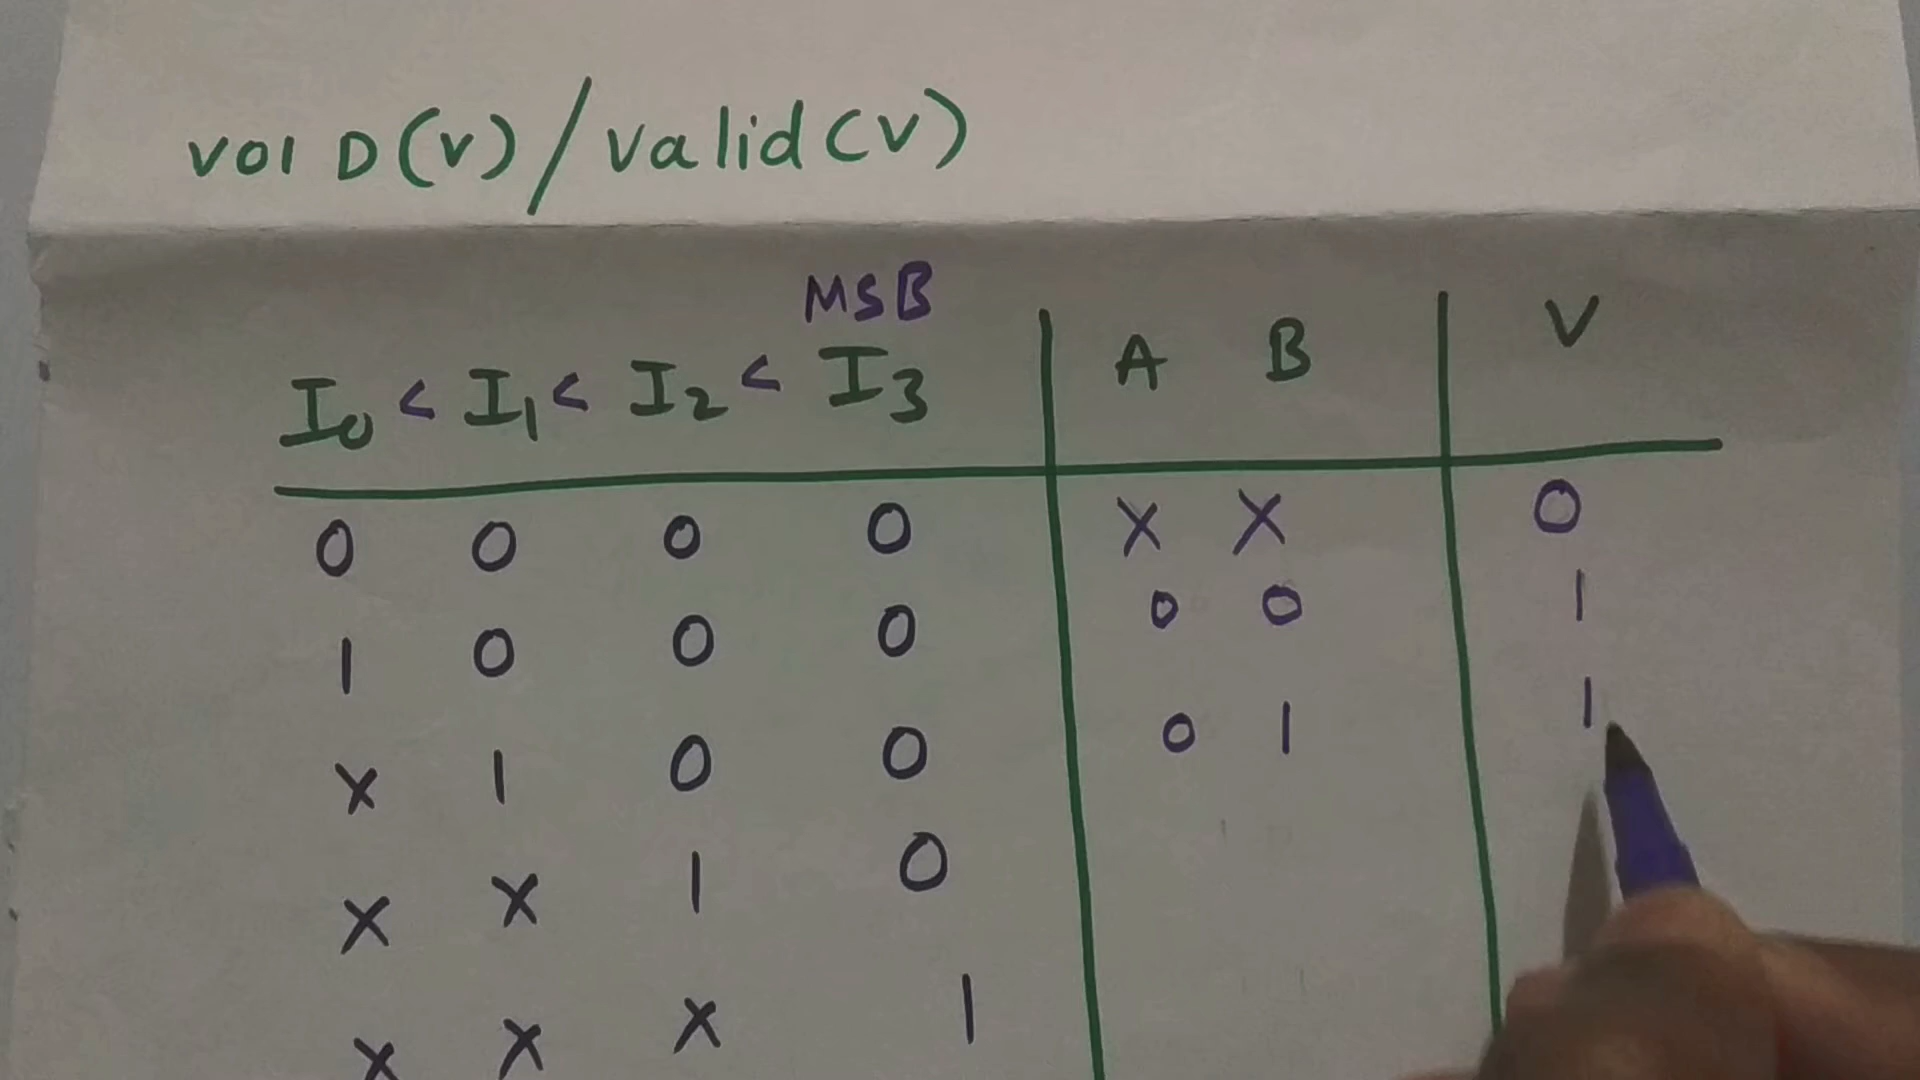 VOID(V)/Valid(V)
MSB
I0 < I1 < I2 < I3 A B V
0 0 0 0 X X 0
1 0 0 0 0 0 1
X 1 0 0 0 1 1
X X 1 0
X X X 1